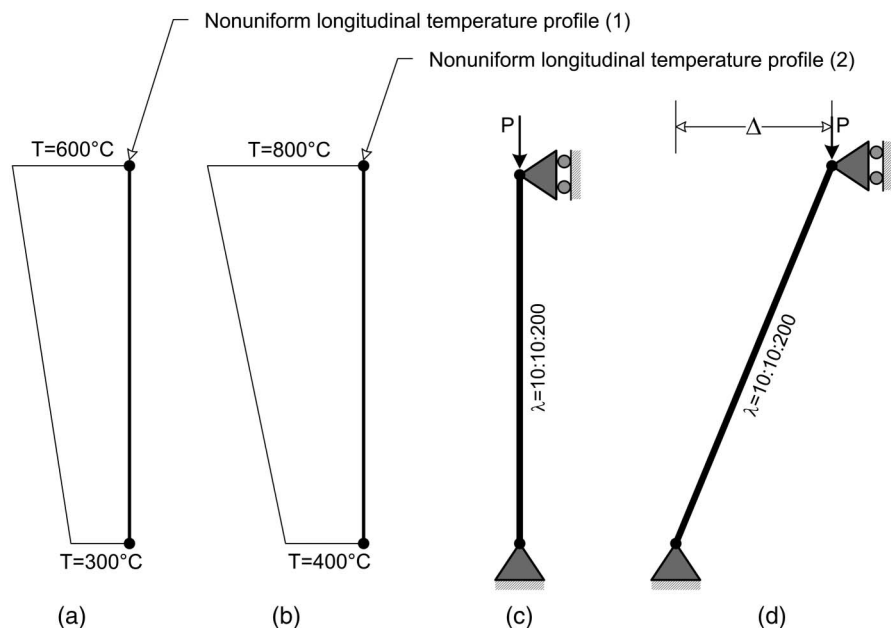 Nonuniform longitudinal temperature profile (1)
Nonuniform longitudinal temperature profile (2)
T=600°C
T=800°C
P
Δ
P
λ=10:10:200
λ=10:10:200
T=300°C
T=400°C
(a)
(b)
(c)
(d)